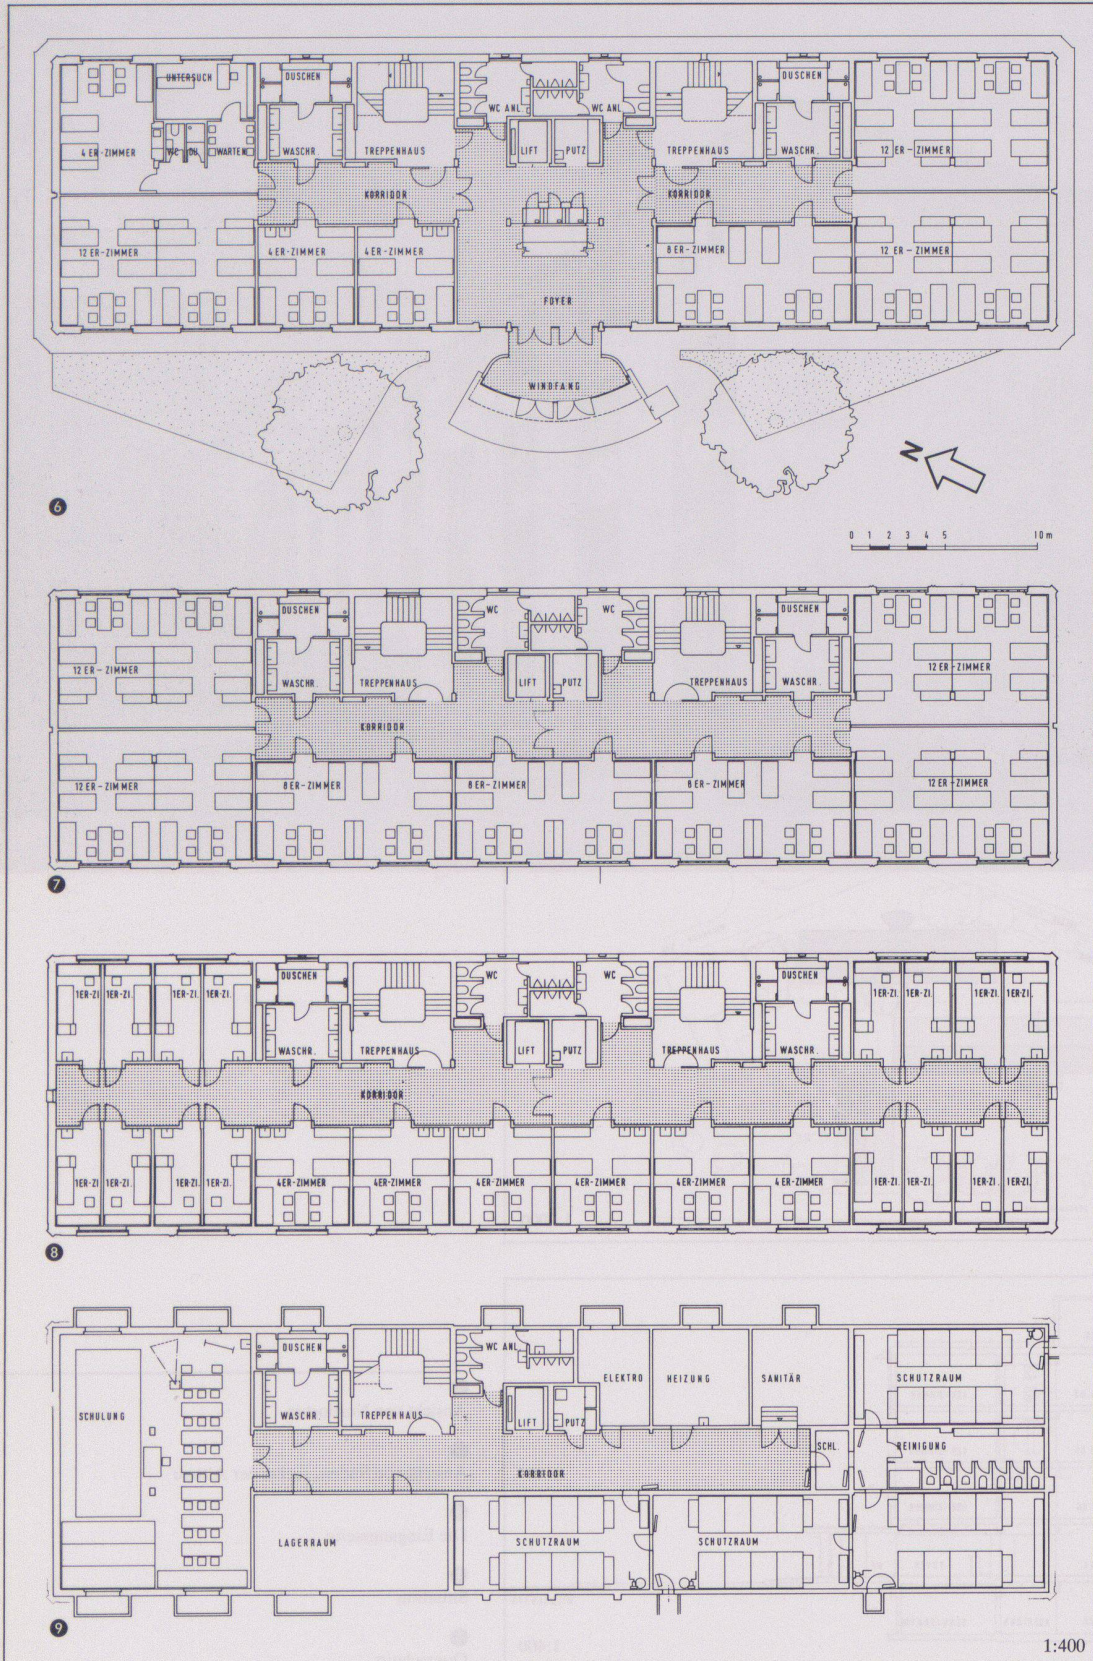 UNTERSUCH DUSCHEN DUSCHEN
WC ANL. WC ANL.
4 ER-ZIMMER WC DU. WARTEN WASCHR. TREPPENHAUS LIFT PUTZ TREPPENHAUS WASCHR. 12 ER-ZIMMER
KORRIDOR KORRIDOR
12 ER-ZIMMER 4 ER-ZIMMER 4 ER-ZIMMER 8 ER-ZIMMER 12 ER-ZIMMER
FOYER
WINDFANG
N
6
0 1 2 3 4 5 10 m
DUSCHEN WC WC DUSCHEN
12 ER-ZIMMER WASCHR. TREPPENHAUS LIFT PUTZ TREPPENHAUS WASCHR. 12 ER-ZIMMER
KORRIDOR
12 ER-ZIMMER 8 ER-ZIMMER 8 ER-ZIMMER 8 ER-ZIMMER 12 ER-ZIMMER
7
DUSCHEN WC WC DUSCHEN
1ER-ZI. 1ER-ZI. 1ER-ZI. 1ER-ZI. 1ER-ZI. 1ER-ZI. 1ER-ZI. 1ER-ZI.
WASCHR. TREPPENHAUS LIFT PUTZ TREPPENHAUS WASCHR.
KORRIDOR
1ER-ZI. 1ER-ZI. 1ER-ZI. 1ER-ZI. 4ER-ZIMMER 4ER-ZIMMER 4ER-ZIMMER 4ER-ZIMMER 4ER-ZIMMER 4 ER-ZIMMER 1ER-ZI. 1ER-ZI. 1ER-ZI. 1ER-ZI.
8
DUSCHEN WC ANL.
ELEKTRO HEIZUNG SANITÄR SCHUTZRAUM
SCHULUNG WASCHR. TREPPENHAUS LIFT PUTZ
SCHL. REINIGUNG
KORRIDOR
LAGERRAUM SCHUTZRAUM SCHUTZRAUM
9
1:400